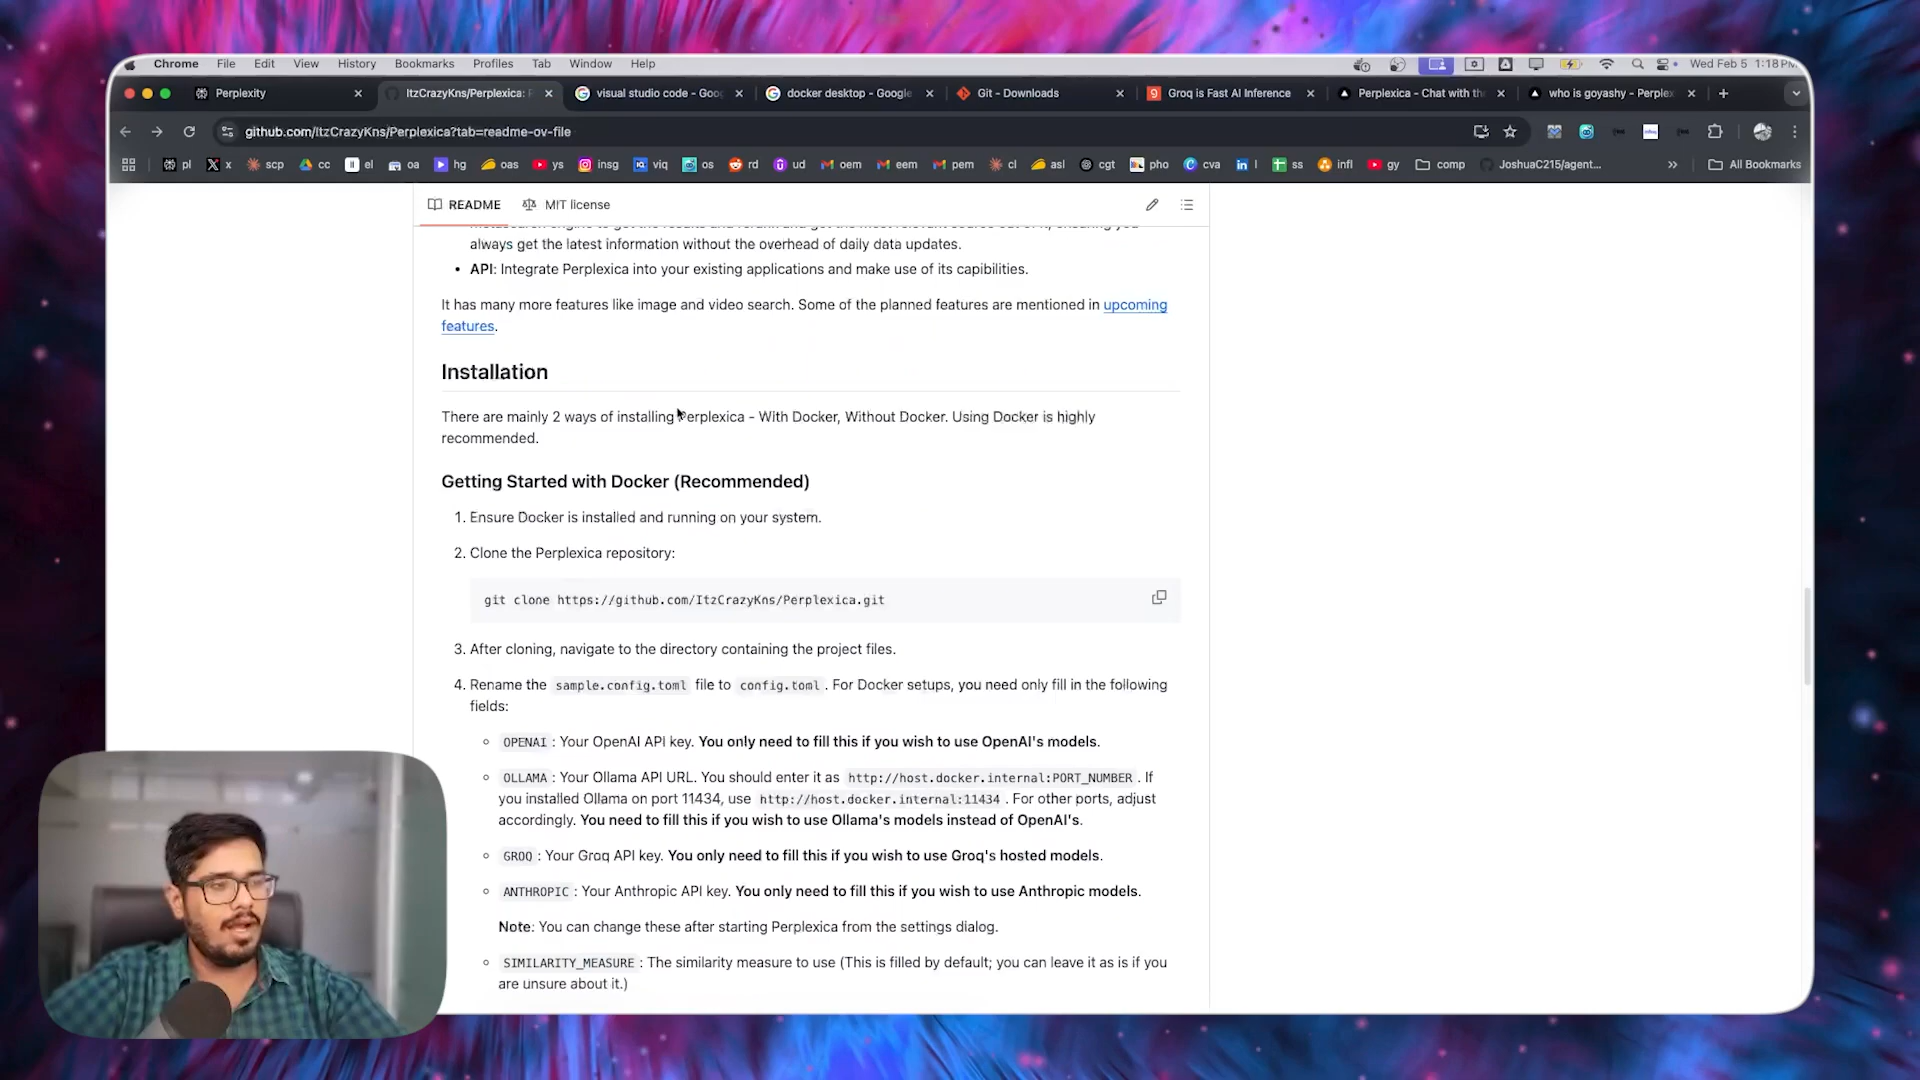 Chrome File Edit View History Bookmarks Profiles Tab Window Help Wed Feb 5 1:18PM
Perplexity ItzCrazyKns/Perplexica: visual studio code - Goo docker desktop - Google Git - Downloads Groq is Fast AI Inference Perplexica - Chat with the who is goyashy - Perplex
github.com/ItzCrazyKns/Perplexica?tab=readme-ov-file
pl x scp cc el oa hg oas ys insg viq os rd ud oem eem pem cl asl cgt pho cva l ss infl gy comp JoshuaC215/agent... » All Bookmarks
README MIT license
always get the latest information without the overhead of daily data updates.
• API: Integrate Perplexica into your existing applications and make use of its capibilities.
It has many more features like image and video search. Some of the planned features are mentioned in upcoming
features.
Installation
There are mainly 2 ways of installing Perplexica - With Docker, Without Docker. Using Docker is highly
recommended.
Getting Started with Docker (Recommended)
1. Ensure Docker is installed and running on your system.
2. Clone the Perplexica repository:
git clone https://github.com/ItzCrazyKns/Perplexica.git
3. After cloning, navigate to the directory containing the project files.
4. Rename the sample.config.toml file to config.toml. For Docker setups, you need only fill in the following
fields:
OPENAI: Your OpenAI API key. You only need to fill this if you wish to use OpenAI's models.
OLLAMA: Your Ollama API URL. You should enter it as http://host.docker.internal:PORT_NUMBER. If
you installed Ollama on port 11434, use http://host.docker.internal:11434. For other ports, adjust
accordingly. You need to fill this if you wish to use Ollama's models instead of OpenAI's.
GROQ: Your Groq API key. You only need to fill this if you wish to use Groq's hosted models.
ANTHROPIC: Your Anthropic API key. You only need to fill this if you wish to use Anthropic models.
Note: You can change these after starting Perplexica from the settings dialog.
SIMILARITY_MEASURE: The similarity measure to use (This is filled by default; you can leave it as is if you
are unsure about it.)